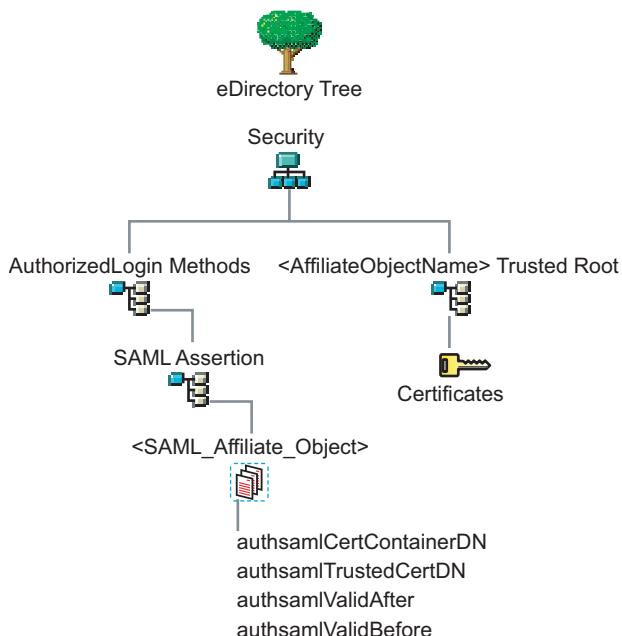 eDirectory Tree
Security
AuthorizedLogin Methods
<AffiliateObjectName> Trusted Root
SAML Assertion
Certificates
<SAML_Affiliate_Object>
authsamlCertContainerDN
authsamlTrustedCertDN
authsamlValidAfter
authsamlValidBefore